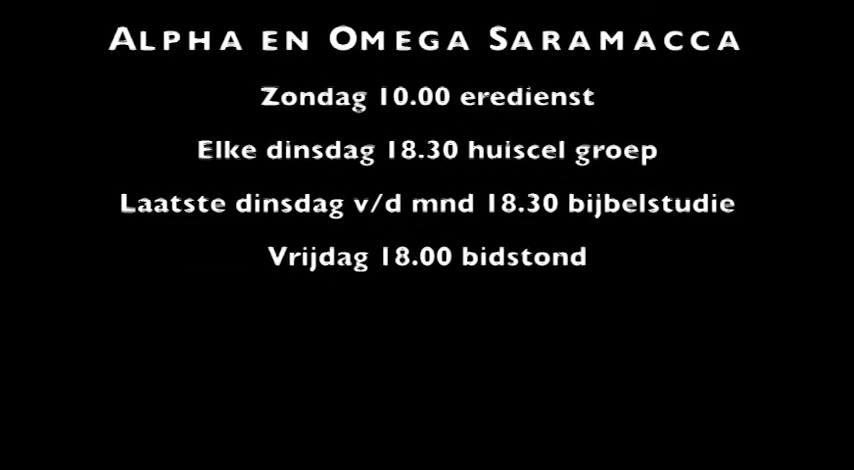 ALPHA EN OMEGA SARAMACCA
Zondag 10.00 eredienst
Elke dinsdag 18.30 huiscel groep
Laatste dinsdag v/d mnd 18.30 bijbelstudie
Vrijdag 18.00 bidstond